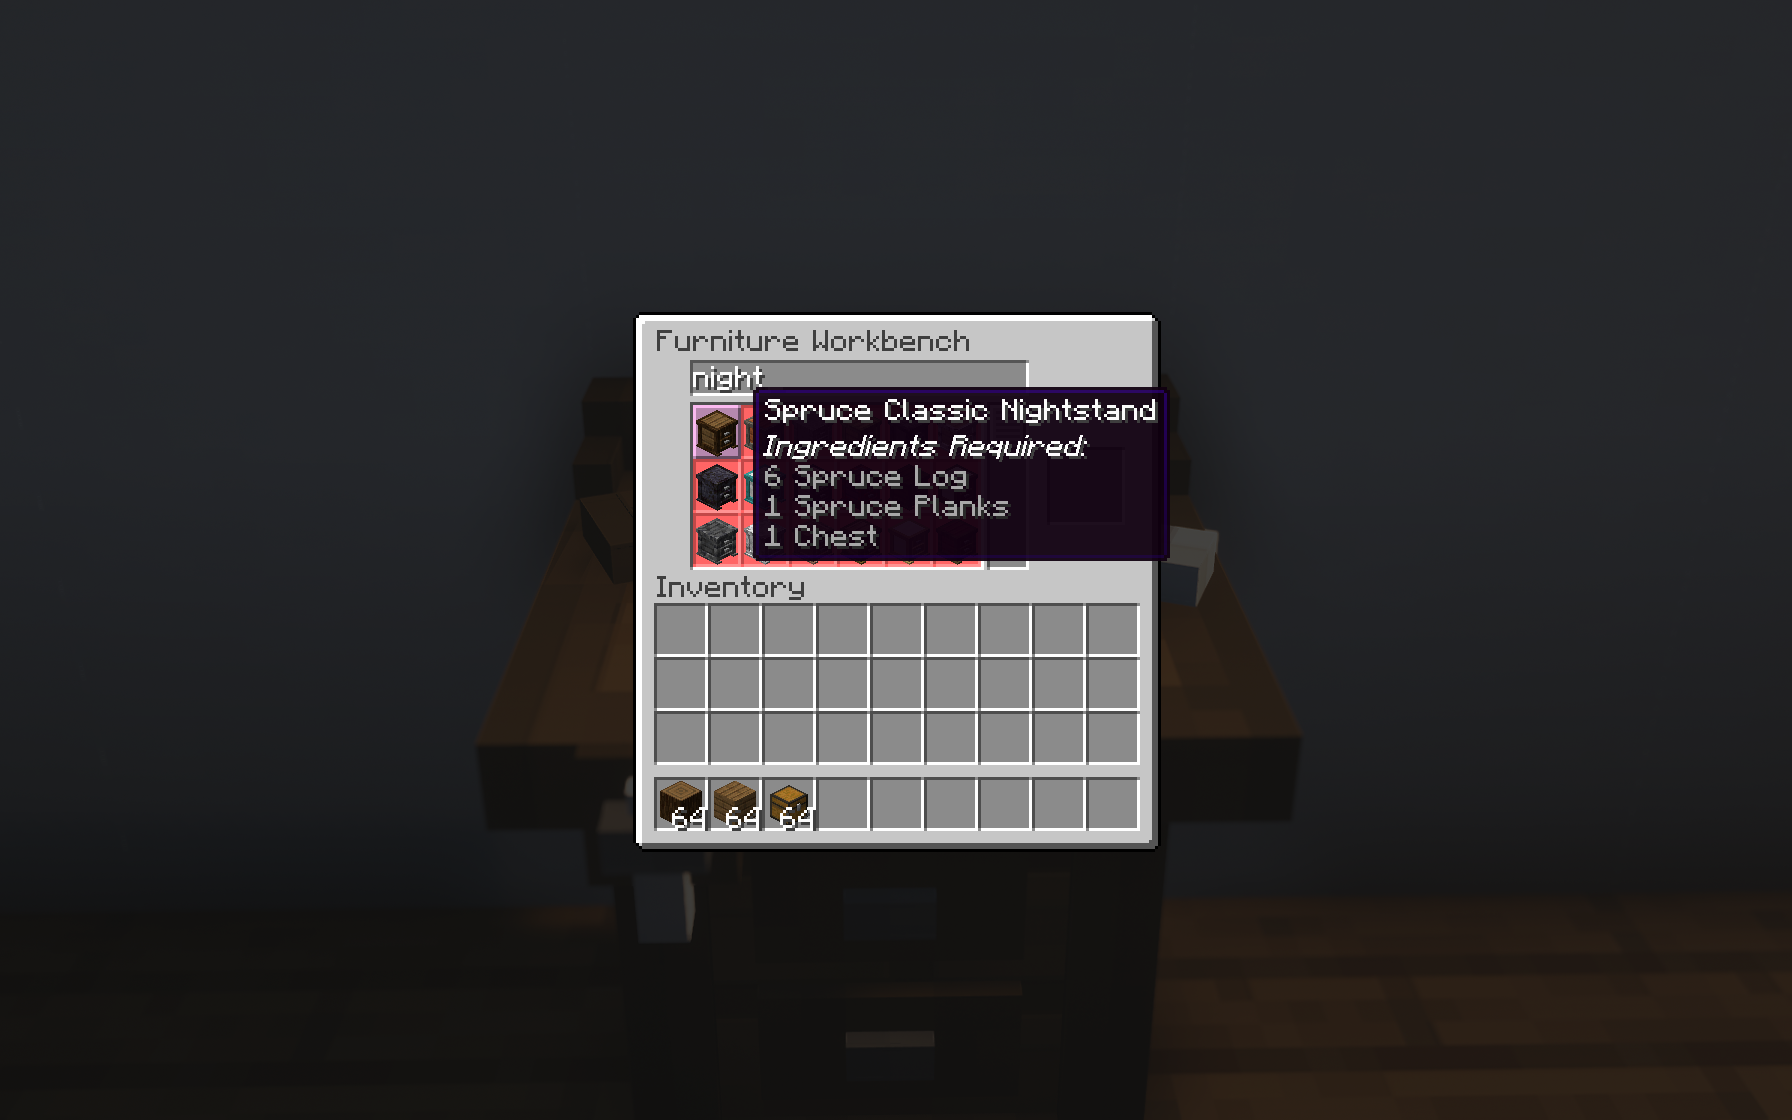 Furniture Workbench
night
Spruce Classic Nightstand
Ingredients Required:
6 Spruce Log
1 Spruce Planks
1 Chest
Inventory
64 64 64